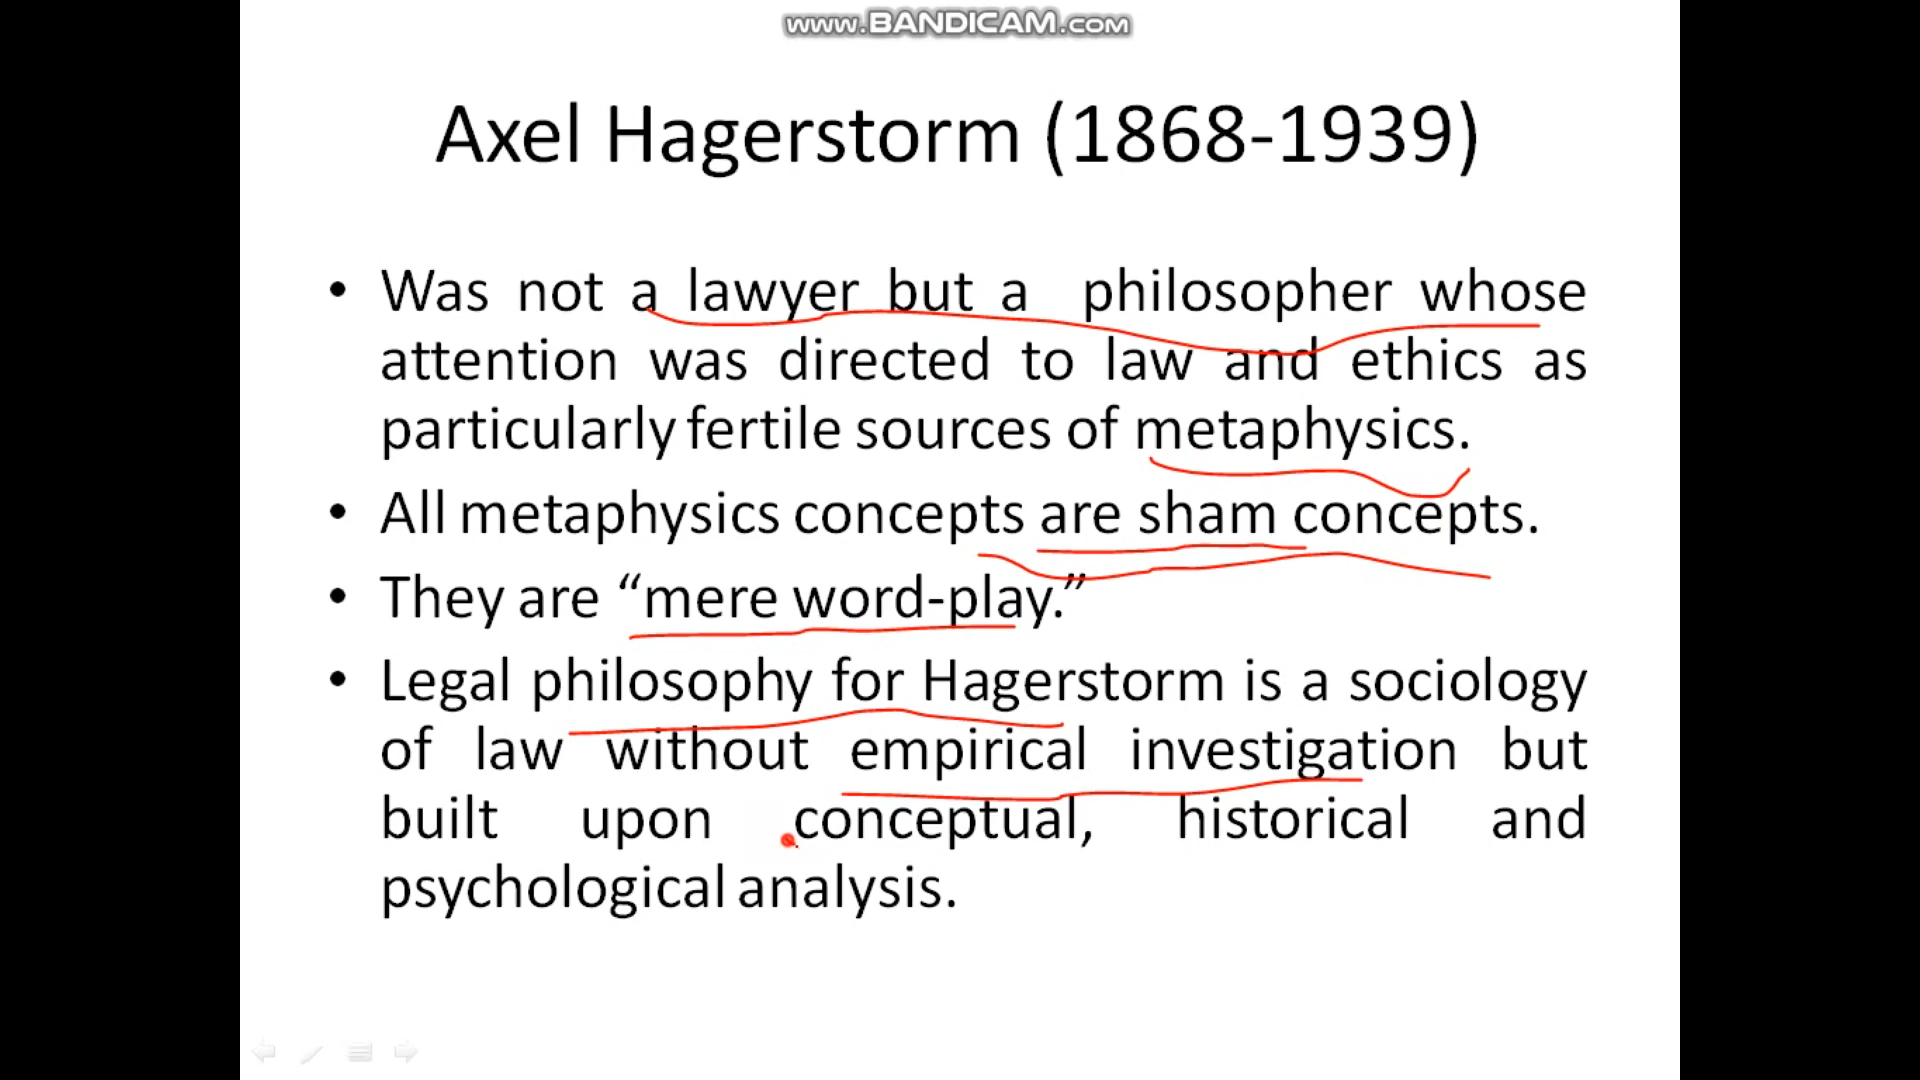 www.BANDICAM.com
Axel Hagerstorm (1868-1939)
• Was not a lawyer but a philosopher whose
attention was directed to law and ethics as
particularly fertile sources of metaphysics.
• All metaphysics concepts are sham concepts.
• They are “mere word-play.”
• Legal philosophy for Hagerstorm is a sociology
of law without empirical investigation but
built upon conceptual, historical and
psychological analysis.